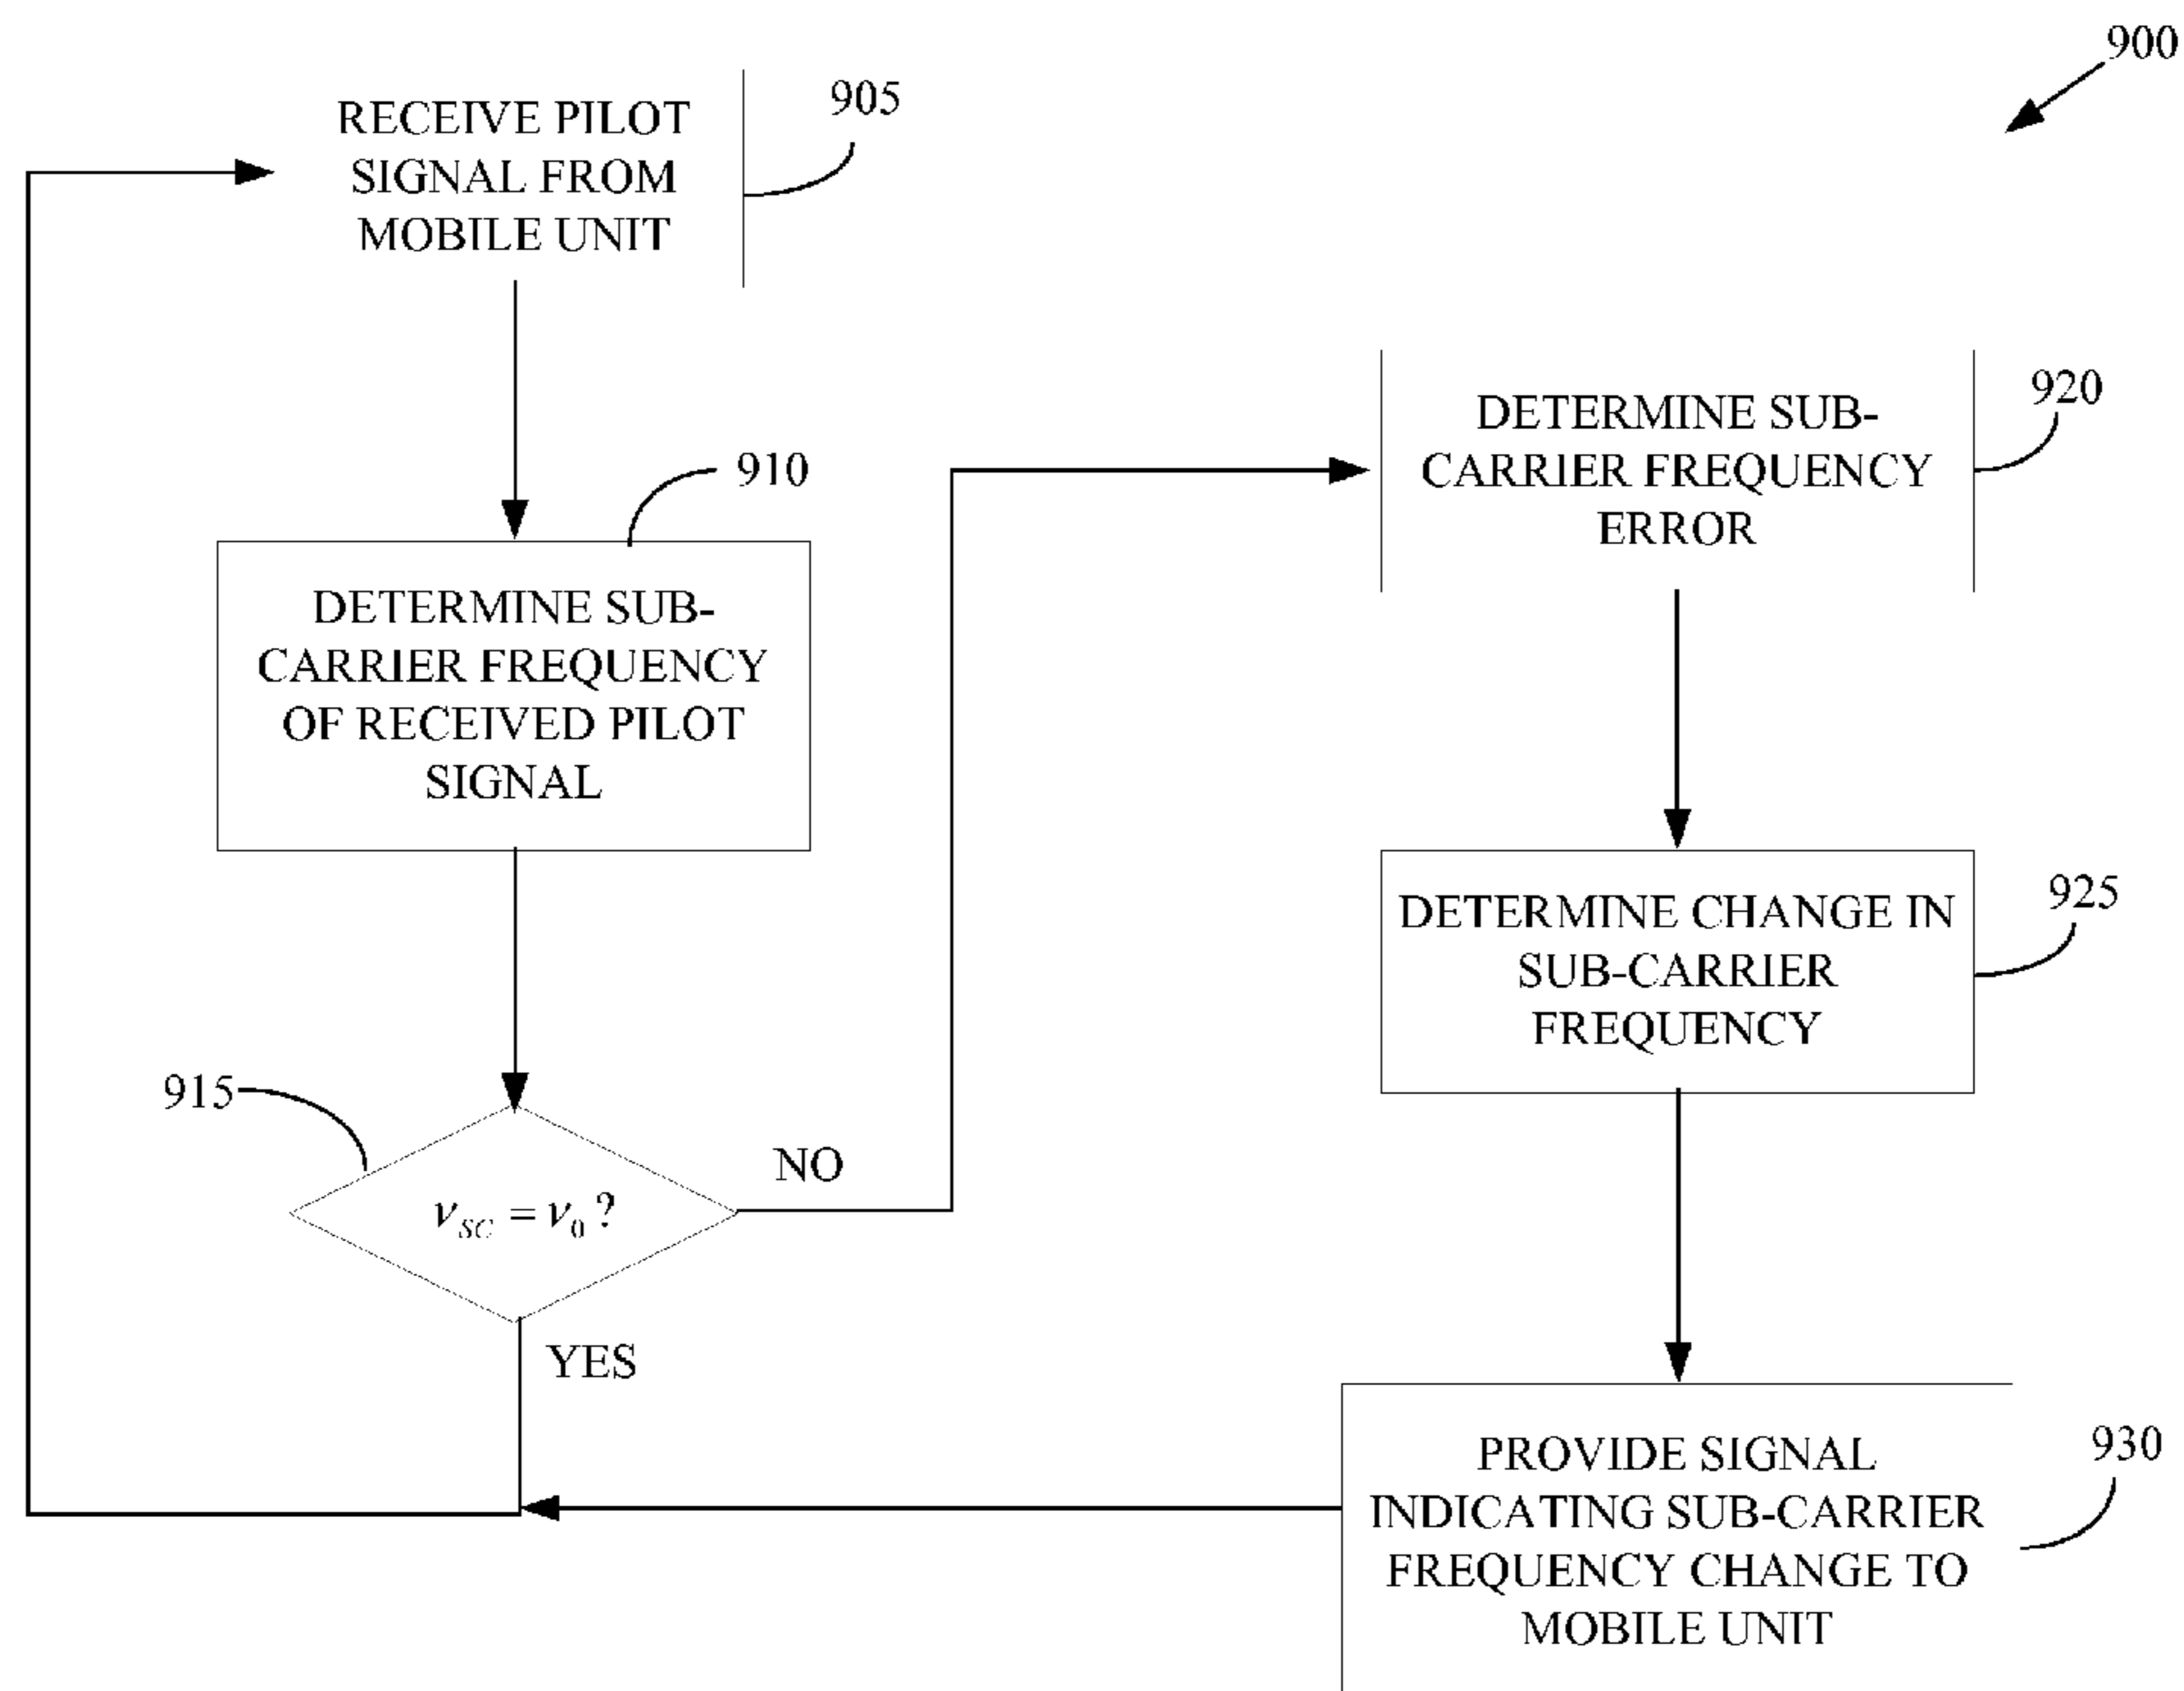 900
RECEIVE PILOT
SIGNAL FROM
MOBILE UNIT
905
910
DETERMINE SUB-
CARRIER FREQUENCY
OF RECEIVED PILOT
SIGNAL
915
ν_SC = ν_0 ?
NO
YES
DETERMINE SUB-
CARRIER FREQUENCY
ERROR
920
DETERMINE CHANGE IN
SUB-CARRIER
FREQUENCY
925
PROVIDE SIGNAL
INDICATING SUB-CARRIER
FREQUENCY CHANGE TO
MOBILE UNIT
930